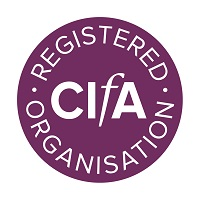 · REGISTERED ·
CIfA
ORGANISATION